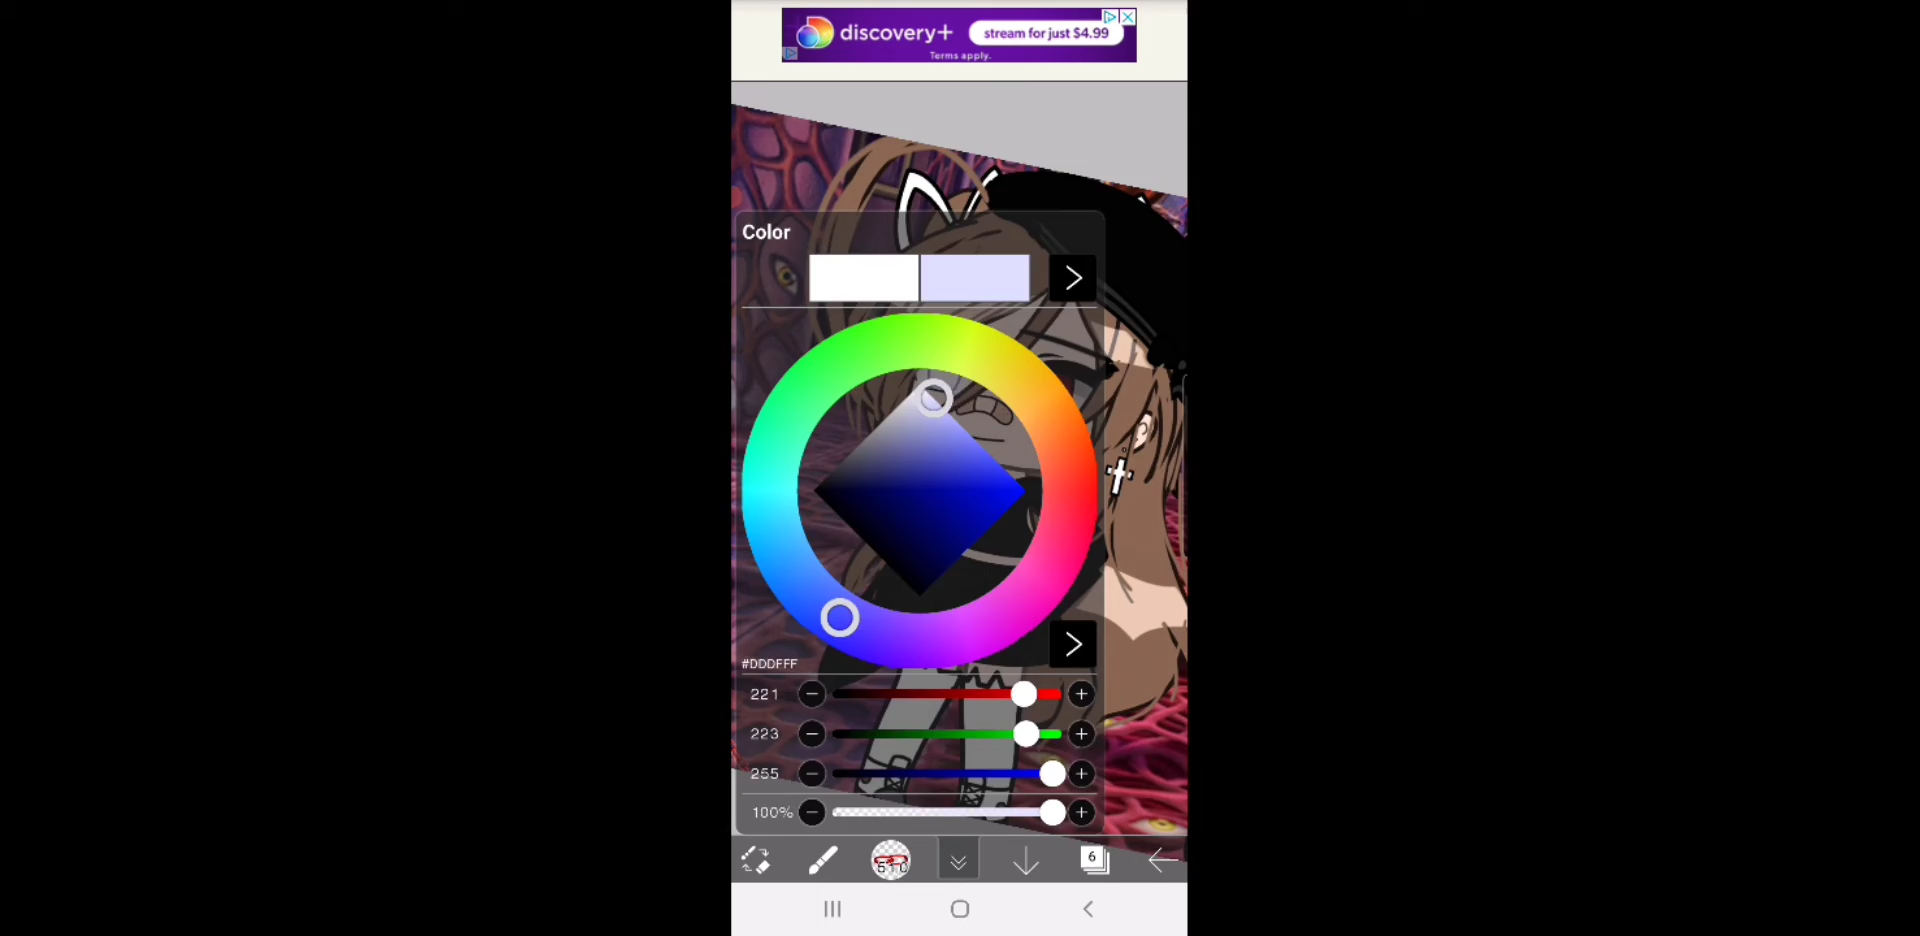 discovery+
stream for just $4.99
Terms apply.
Color
#DDDFFF
221
223
255
100%
6